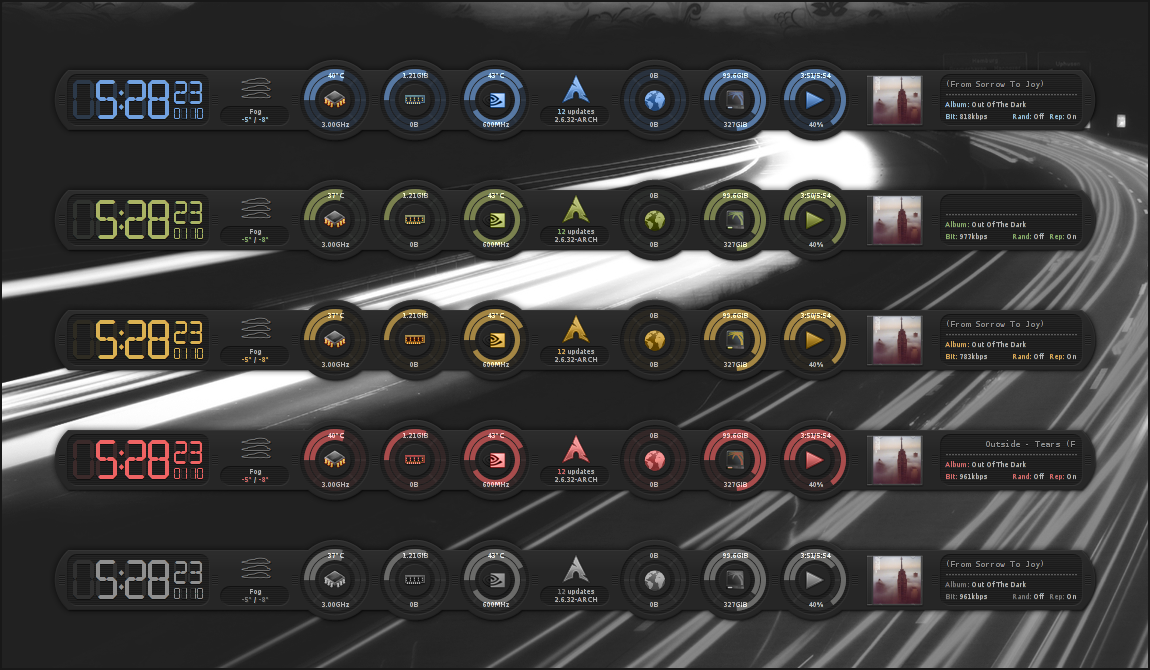 5:28 23
01 10
Fog
-5° / -8°
40°C
3.00GHz
1.21GiB
0B
43°C
600MHz
12 updates
2.6.32-ARCH
0B
0B
99.6GiB
327GiB
3:51/5:54
40%
(From Sorrow To Joy)
Album: Out Of The Dark
Bit: 818kbps Rand: Off Rep: On
5:28 23
01 10
Fog
-5° / -8°
37°C
3.00GHz
1.21GiB
0B
43°C
600MHz
12 updates
2.6.32-ARCH
0B
0B
99.6GiB
327GiB
3:51/5:54
40%
Album: Out Of The Dark
Bit: 977kbps Rand: Off Rep: On
5:28 23
01 10
Fog
-5° / -8°
37°C
3.00GHz
1.21GiB
0B
43°C
600MHz
12 updates
2.6.32-ARCH
0B
0B
99.6GiB
327GiB
3:51/5:54
40%
(From Sorrow To Joy)
Album: Out Of The Dark
Bit: 783kbps Rand: Off Rep: On
5:28 23
01 10
Fog
-5° / -8°
40°C
3.00GHz
1.21GiB
0B
43°C
600MHz
12 updates
2.6.32-ARCH
0B
0B
99.6GiB
327GiB
3:51/5:54
40%
Outside - Tears (F
Album: Out Of The Dark
Bit: 961kbps Rand: Off Rep: On
5:28 23
01 10
Fog
-5° / -8°
37°C
3.00GHz
1.21GiB
0B
43°C
600MHz
12 updates
2.6.32-ARCH
0B
0B
99.6GiB
327GiB
3:51/5:54
40%
(From Sorrow To Joy)
Album: Out Of The Dark
Bit: 961kbps Rand: Off Rep: On